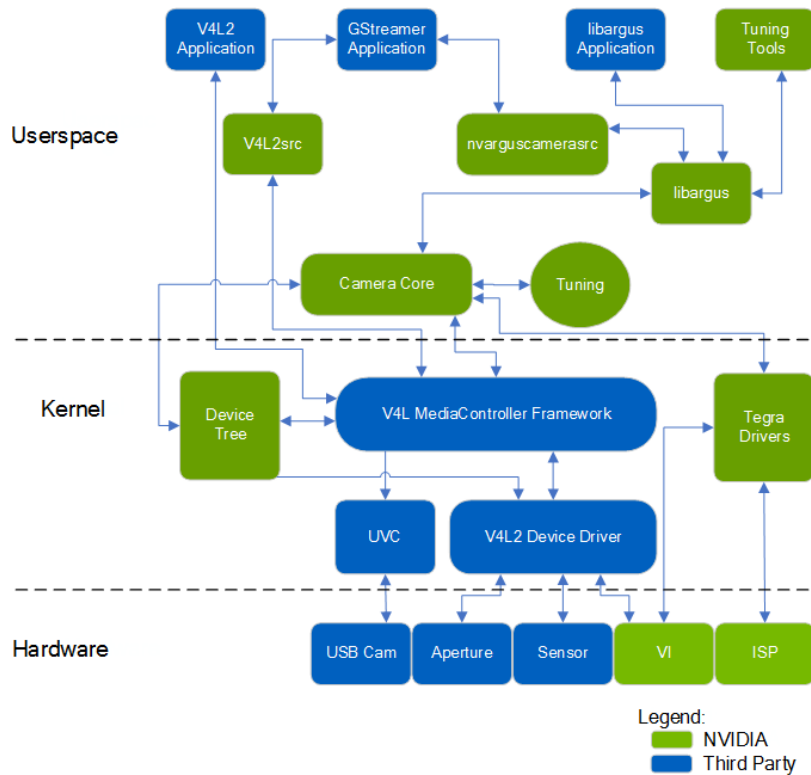 V4L2
Application
GStreamer
Application
libargus
Application
Tuning
Tools
Userspace
V4L2src
nvarguscamerasrc
libargus
Camera Core
Tuning
Kernel
Device
Tree
V4L MediaController Framework
Tegra
Drivers
UVC
V4L2 Device Driver
Hardware
USB Cam
Aperture
Sensor
VI
ISP
Legend:
NVIDIA
Third Party